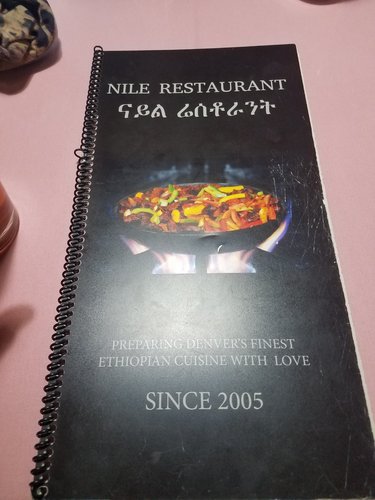 NILE RESTAURANT
ናይል ሬስቶራንት
PREPARING DENVER'S FINEST
ETHIOPIAN CUISINE WITH LOVE
SINCE 2005